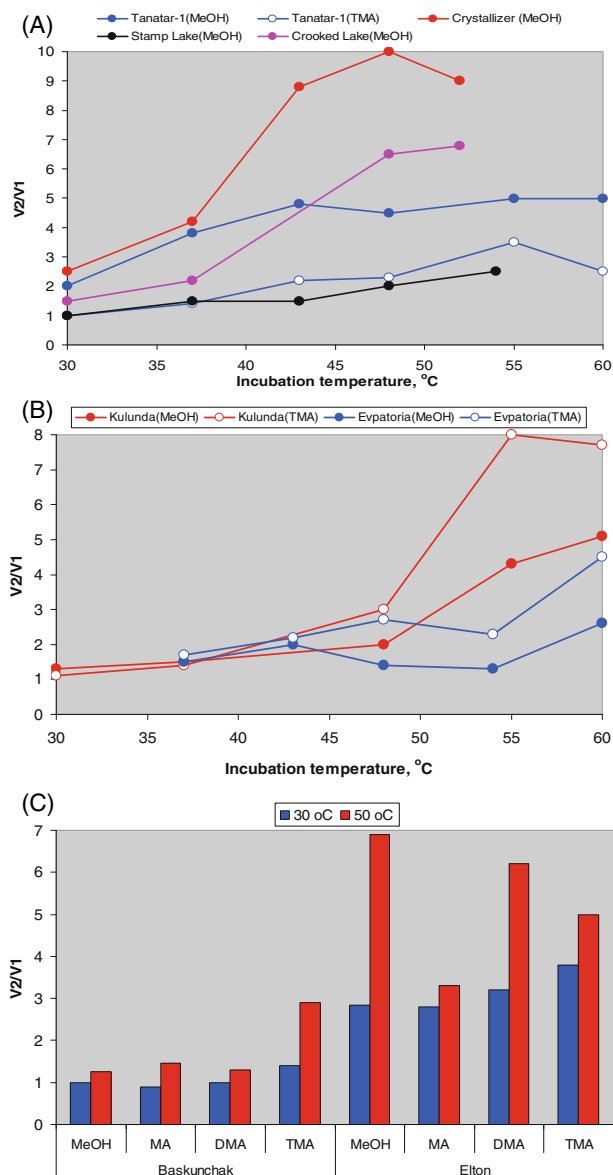 (A)
Tanatar-1(MeOH) Tanatar-1(TMA) Crystallizer (MeOH)
Stamp Lake(MeOH) Crooked Lake(MeOH)
10
9
8
7
6
5
4
3
2
1
0
V2/V1
30 35 40 45 50 55 60
Incubation temperature, °C
(B)
Kulunda(MeOH) Kulunda(TMA) Evpatoria(MeOH) Evpatoria(TMA)
8
7
6
5
4
3
2
1
0
V2/V1
30 35 40 45 50 55 60
Incubation temperature, °C
(C)
30 oC 50 oC
7
6
5
4
3
2
1
0
V2/V1
MeOH MA DMA TMA MeOH MA DMA TMA
Baskunchak Elton